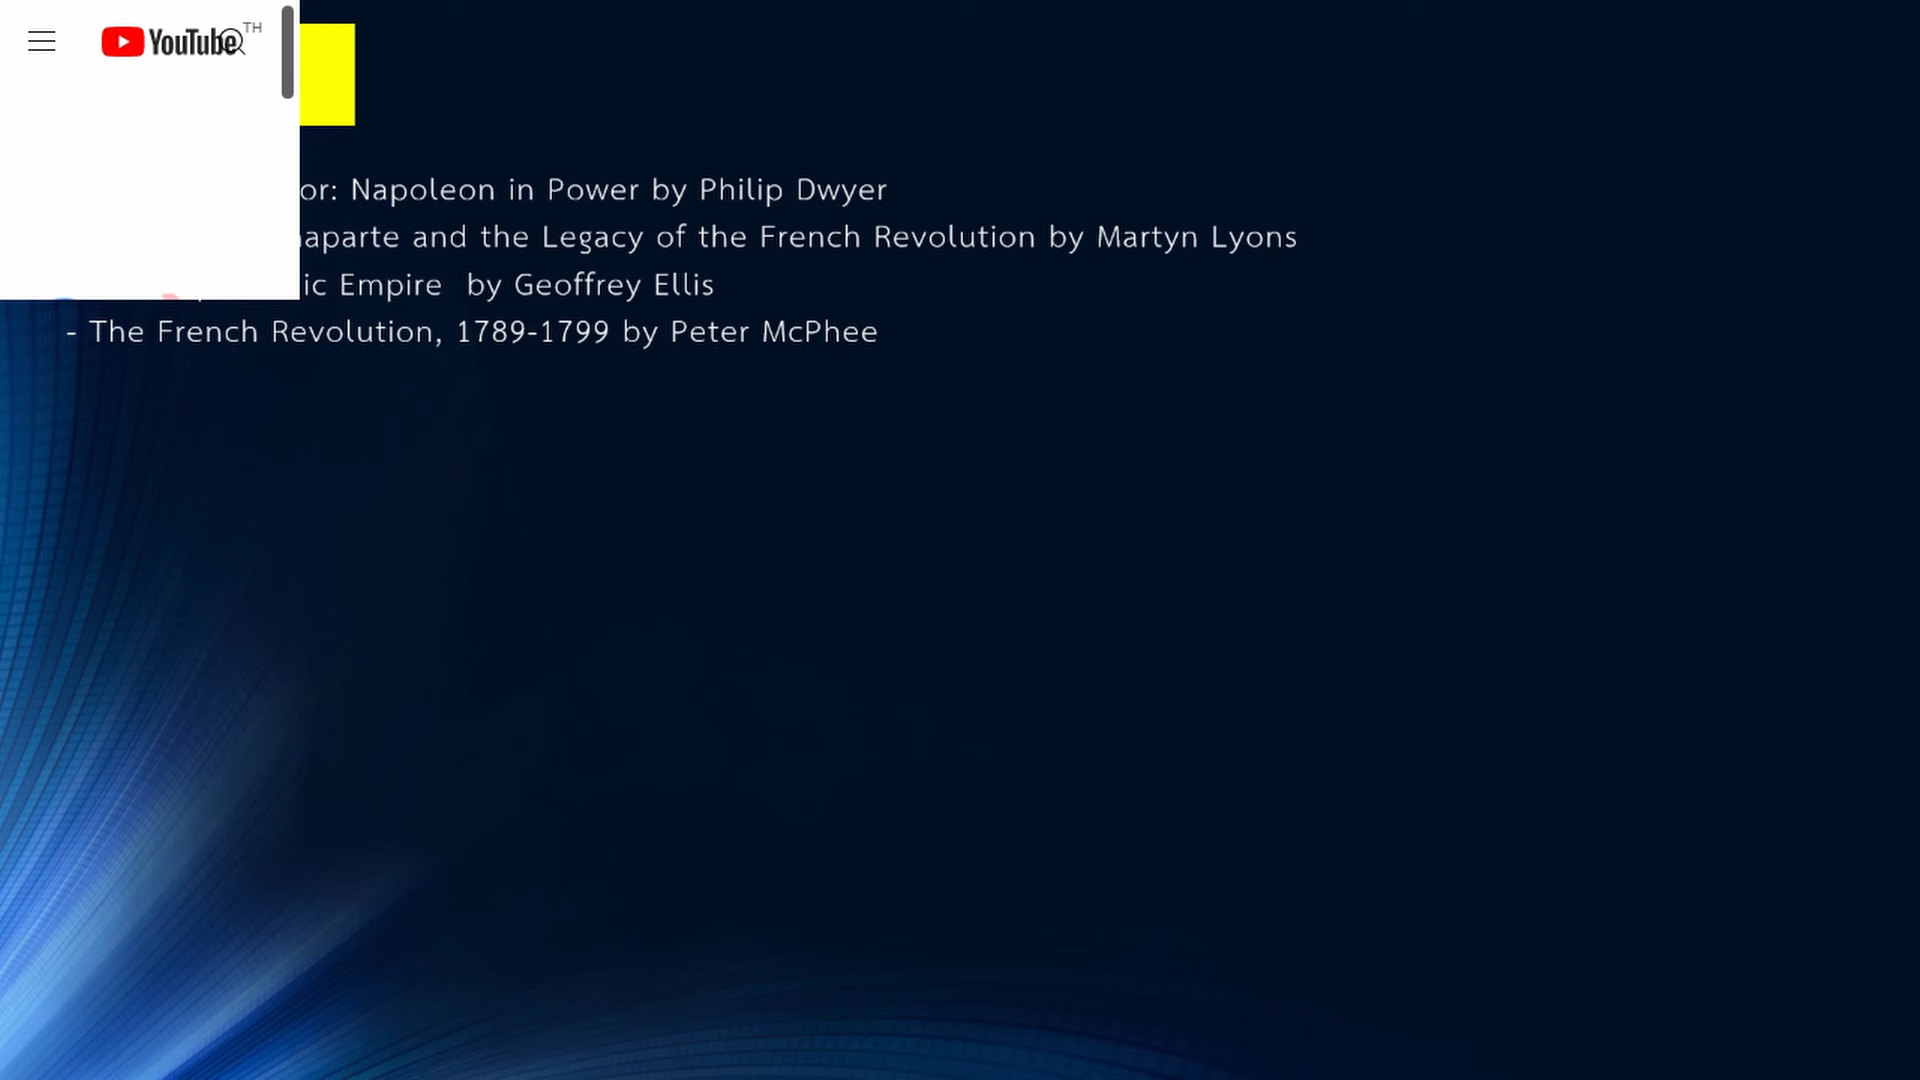 YouTube TH
or: Napoleon in Power by Philip Dwyer
naparte and the Legacy of the French Revolution by Martyn Lyons
ic Empire by Geoffrey Ellis
- The French Revolution, 1789-1799 by Peter McPhee